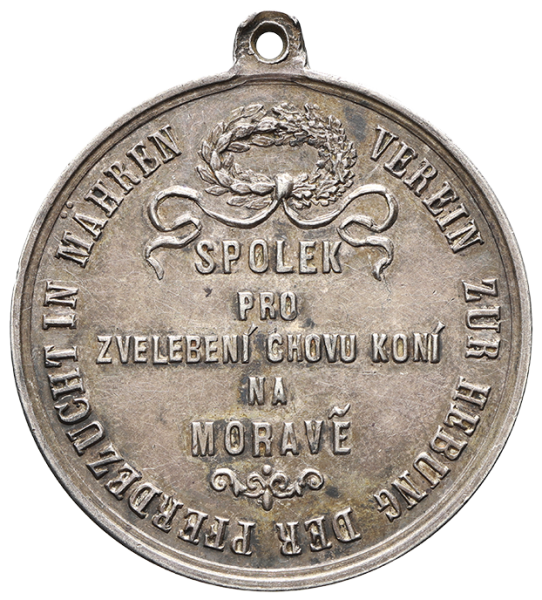 VEREIN ZUR HEBUNG DER PFERDEZUCHT IN MÄHREN
SPOLEK
PRO
ZVELEBENÍ CHOVU KONÍ
NA
MORAVĚ